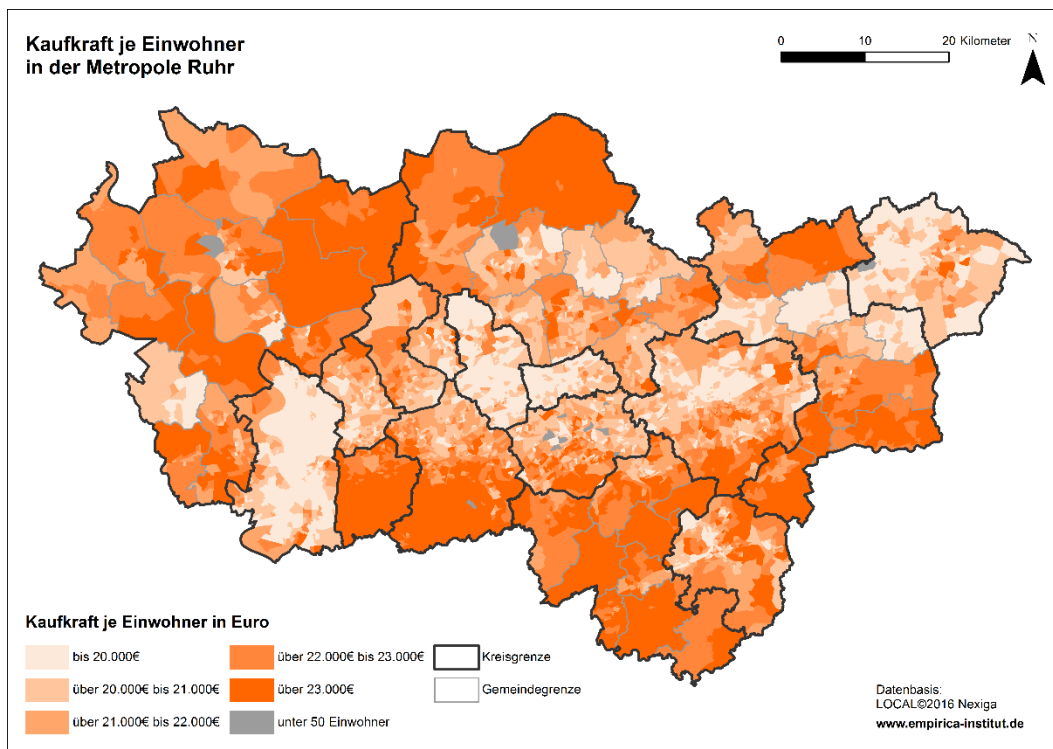 Kaufkraft je Einwohner
in der Metropole Ruhr
0 10 20 Kilometer
N
Kaufkraft je Einwohner in Euro
bis 20.000€
über 20.000€ bis 21.000€
über 21.000€ bis 22.000€
über 22.000€ bis 23.000€
über 23.000€
unter 50 Einwohner
Kreisgrenze
Gemeindegrenze
Datenbasis:
LOCAL©2016 Nexiga
www.empirica-institut.de